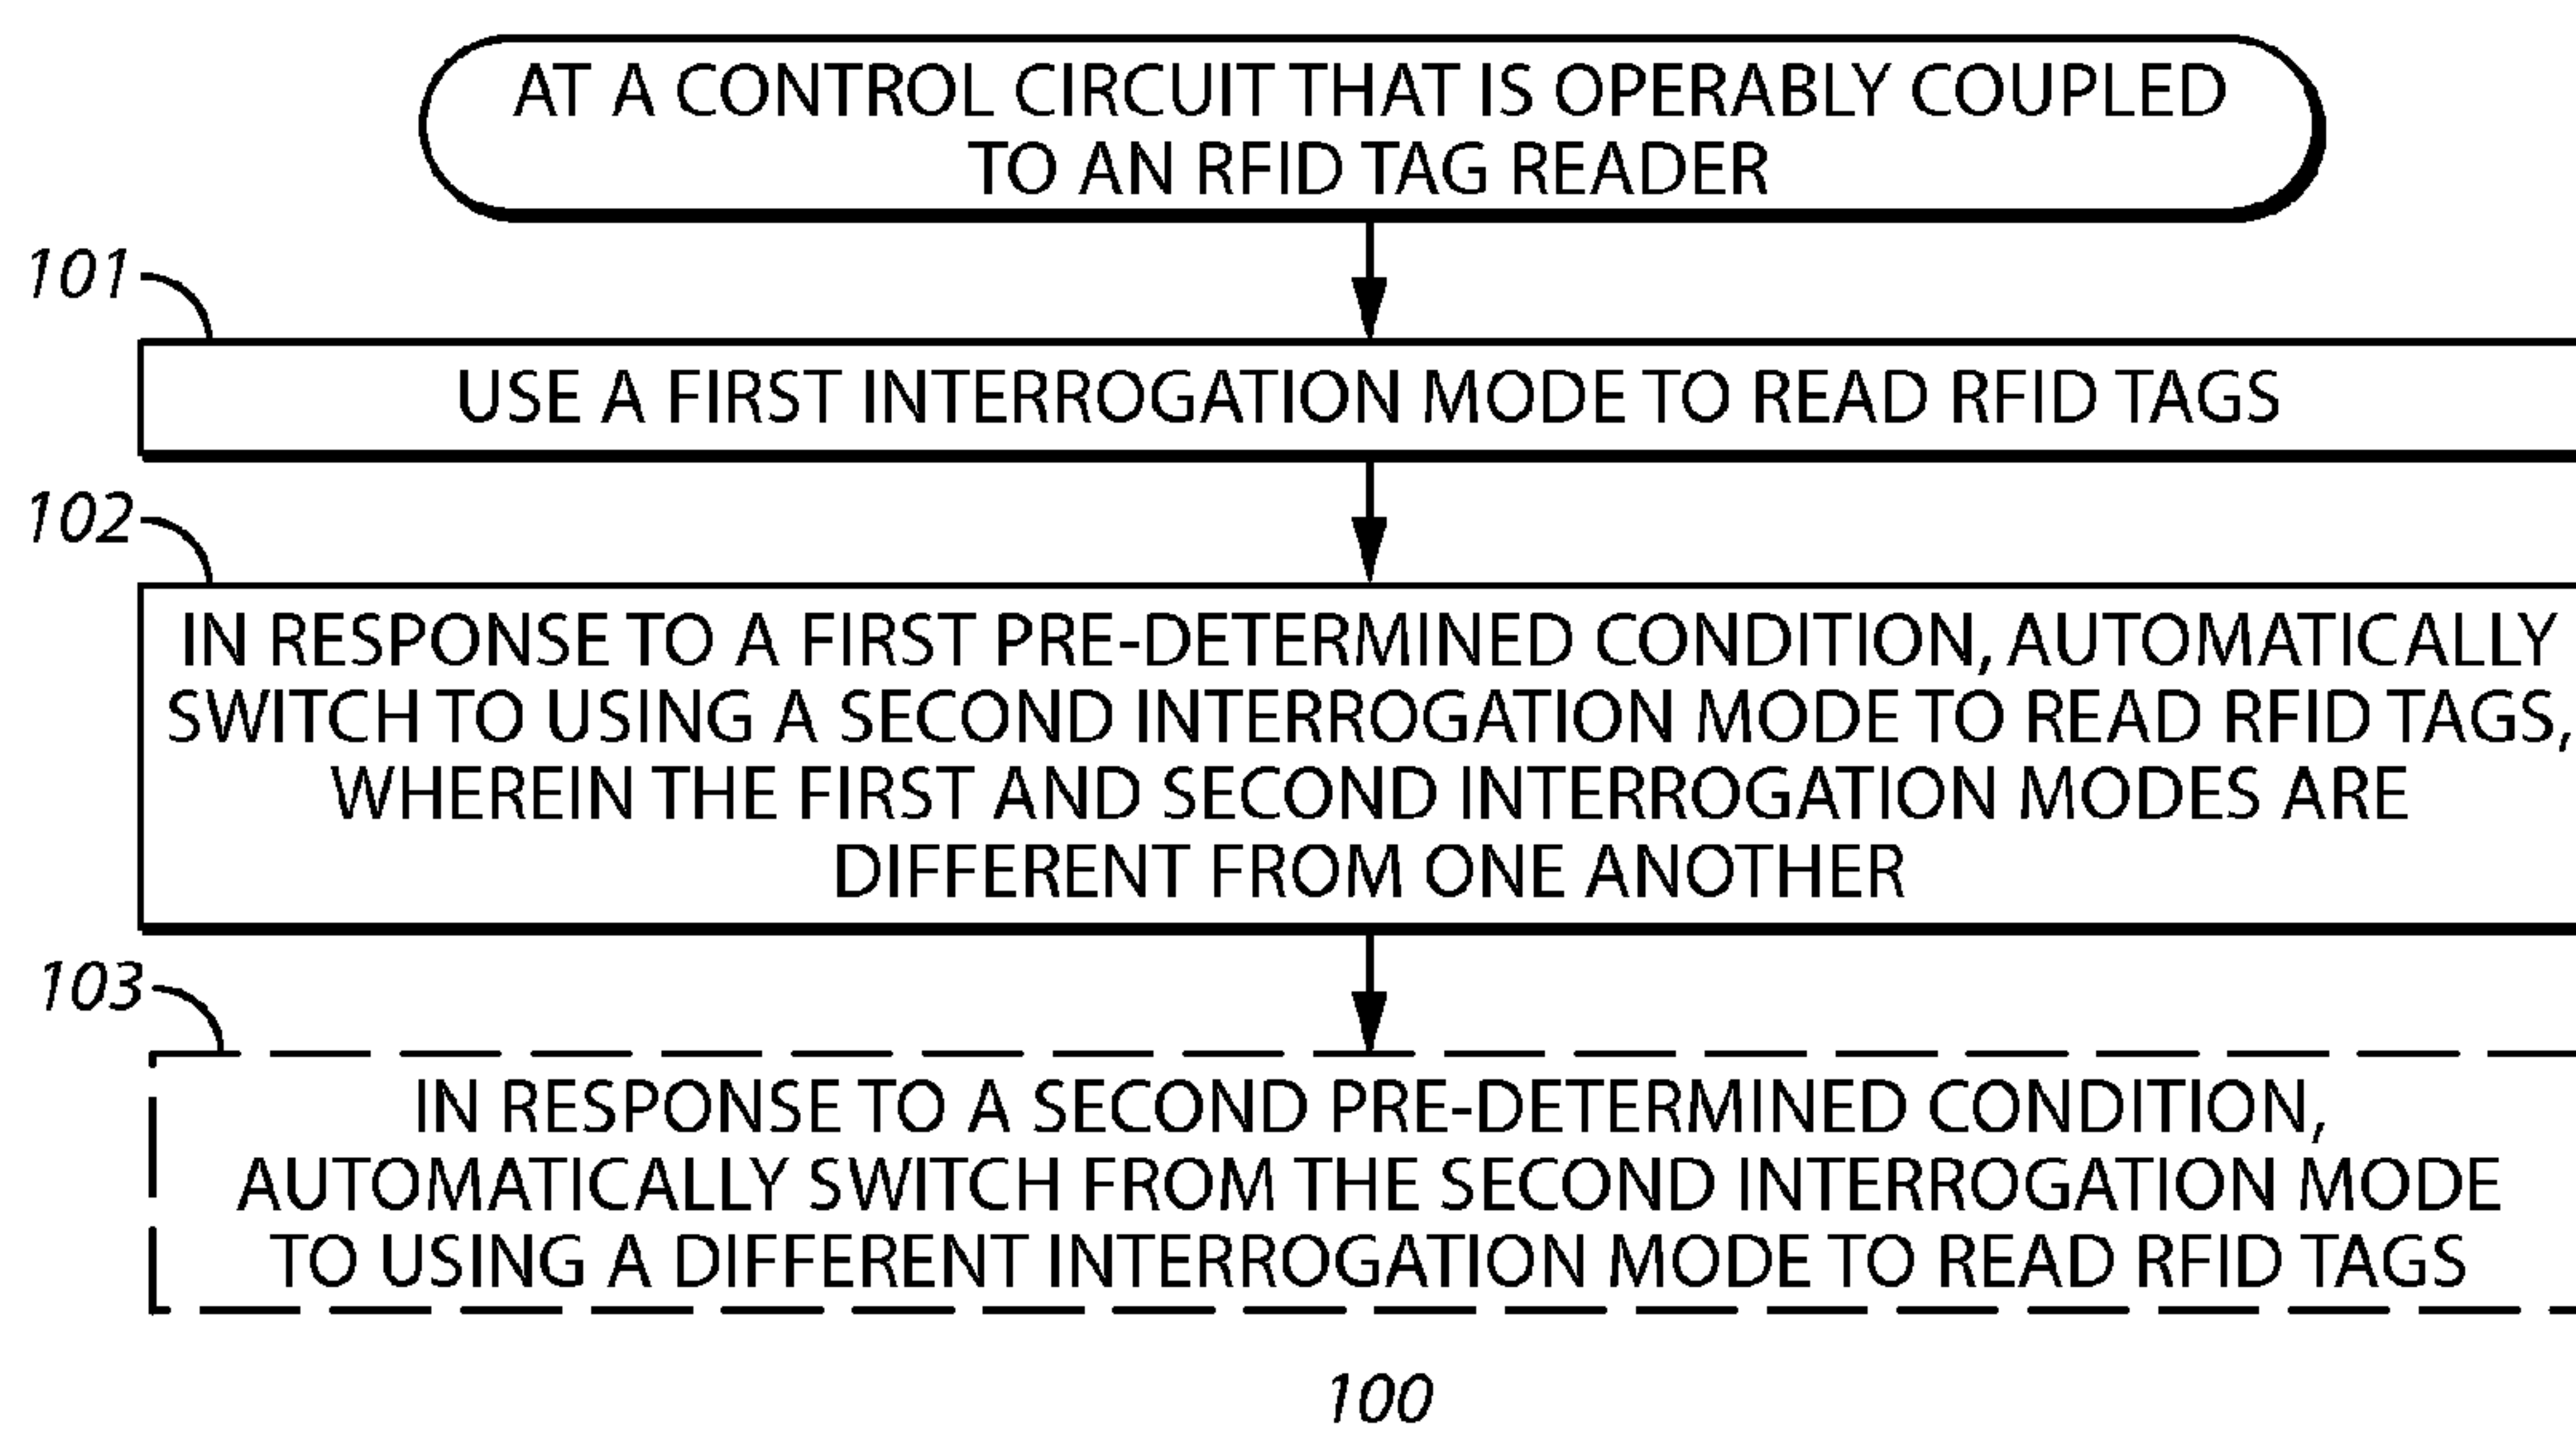 AT A CONTROL CIRCUIT THAT IS OPERABLY COUPLED
TO AN RFID TAG READER
101
USE A FIRST INTERROGATION MODE TO READ RFID TAGS
102
IN RESPONSE TO A FIRST PRE-DETERMINED CONDITION, AUTOMATICALLY
SWITCH TO USING A SECOND INTERROGATION MODE TO READ RFID TAGS,
WHEREIN THE FIRST AND SECOND INTERROGATION MODES ARE
DIFFERENT FROM ONE ANOTHER
103
IN RESPONSE TO A SECOND PRE-DETERMINED CONDITION,
AUTOMATICALLY SWITCH FROM THE SECOND INTERROGATION MODE
TO USING A DIFFERENT INTERROGATION MODE TO READ RFID TAGS
100